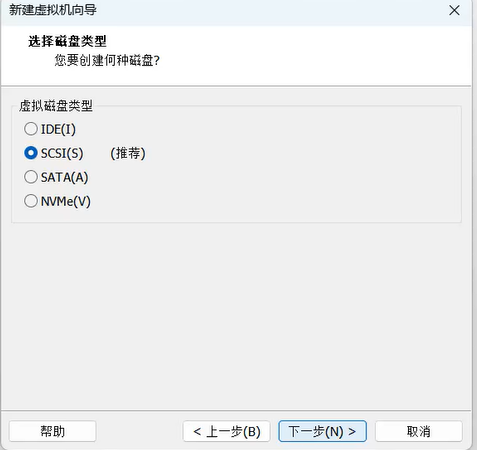 新建虚拟机向导
选择磁盘类型
您要创建何种磁盘?
虚拟磁盘类型
IDE(I)
SCSI(S) (推荐)
SATA(A)
NVMe(V)
帮助 < 上一步(B) 下一步(N) > 取消